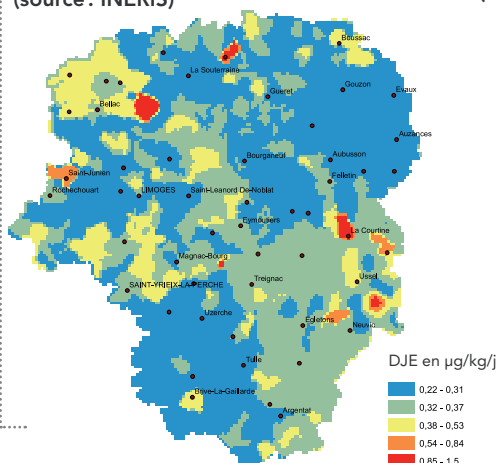 (source : INERIS)
Boussac
La Souterraine
Gouzon
Evaux
Gueret
Bellac
Auzances
Bourganeuf
Aubusson
Saint-Junien
Felletin
Rochechouart
LIMOGES
Saint-Leanord De-Noblat
Eymoutiers
La Courtine
Magnac-Bourg
Treignac
Ussel
SAINT-YRIEIX-LA-PERCHE
Uzerche
Egletons
Neuvic
Tulle
DJE en µg/kg/j
Brive-La-Gaillarde
0,22 - 0,31
Argentat
0,32 - 0,37
0,38 - 0,53
0,54 - 0,84
0,85 - 1,5